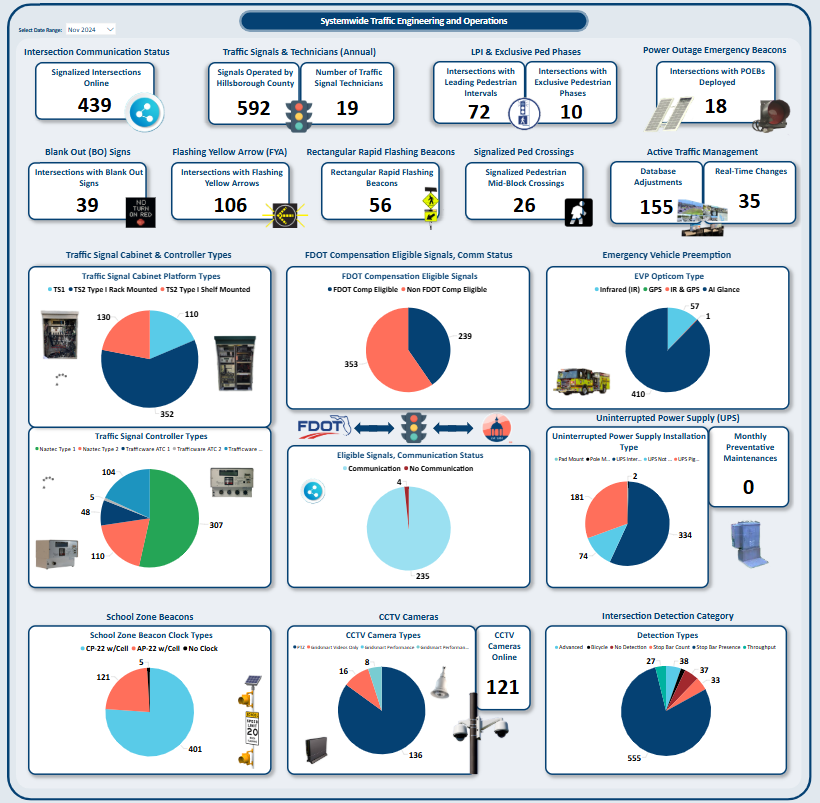 Systemwide Traffic Engineering and Operations
Select Date Range: Nov 2024
Intersection Communication Status
Signalized Intersections
Online
439
Traffic Signals & Technicians (Annual)
Signals Operated by
Hillsborough County
592
Number of Traffic
Signal Technicians
19
LPI & Exclusive Ped Phases
Intersections with
Leading Pedestrian
Intervals
72
Intersections with
Exclusive Pedestrian
Phases
10
Power Outage Emergency Beacons
Intersections with POEBs
Deployed
18
Blank Out (BO) Signs
Intersections with Blank Out
Signs
39
NO
TURN
ON RED
Flashing Yellow Arrow (FYA)
Intersections with Flashing
Yellow Arrows
106
Rectangular Rapid Flashing Beacons
Rectangular Rapid Flashing
Beacons
56
Signalized Ped Crossings
Signalized Pedestrian
Mid-Block Crossings
26
Active Traffic Management
Database
Adjustments
155
Real-Time Changes
35
Traffic Signal Cabinet & Controller Types
Traffic Signal Cabinet Platform Types
TS1 TS2 Type I Rack Mounted TS2 Type I Shelf Mounted
130
110
352
FDOT Compensation Eligible Signals, Comm Status
FDOT Compensation Eligible Signals
FDOT Comp Eligible Non FDOT Comp Eligible
239
353
Emergency Vehicle Preemption
EVP Opticom Type
Infrared (IR) GPS IR & GPS AI Glance
57
1
410
Traffic Signal Controller Types
Naztec Type 1 Naztec Type 2 Trafficware ATC 1 Trafficware ATC 2 Trafficware ...
104
5
48
110
307
FDOT
Eligible Signals, Communication Status
Communication No Communication
4
235
Uninterrupted Power Supply (UPS)
Uninterrupted Power Supply Installation
Type
Pad Mount Pole M... UPS Inter... UPS Not ... UPS Pig...
2
181
74
334
Monthly
Preventative
Maintenances
0
School Zone Beacons
School Zone Beacon Clock Types
CP-22 w/Cell AP-22 w/Cell No Clock
5
121
401
SCHOOL
SPEED
LIMIT
20
CCTV Cameras
CCTV Camera Types
PTZ Gridsmart Videos Only Gridsmart Performance Gridsmart Performan...
8
16
136
CCTV
Cameras
Online
121
Intersection Detection Category
Detection Types
Advanced Bicycle No Detection Stop Bar Count Stop Bar Presence Throughput
27
38
37
33
555